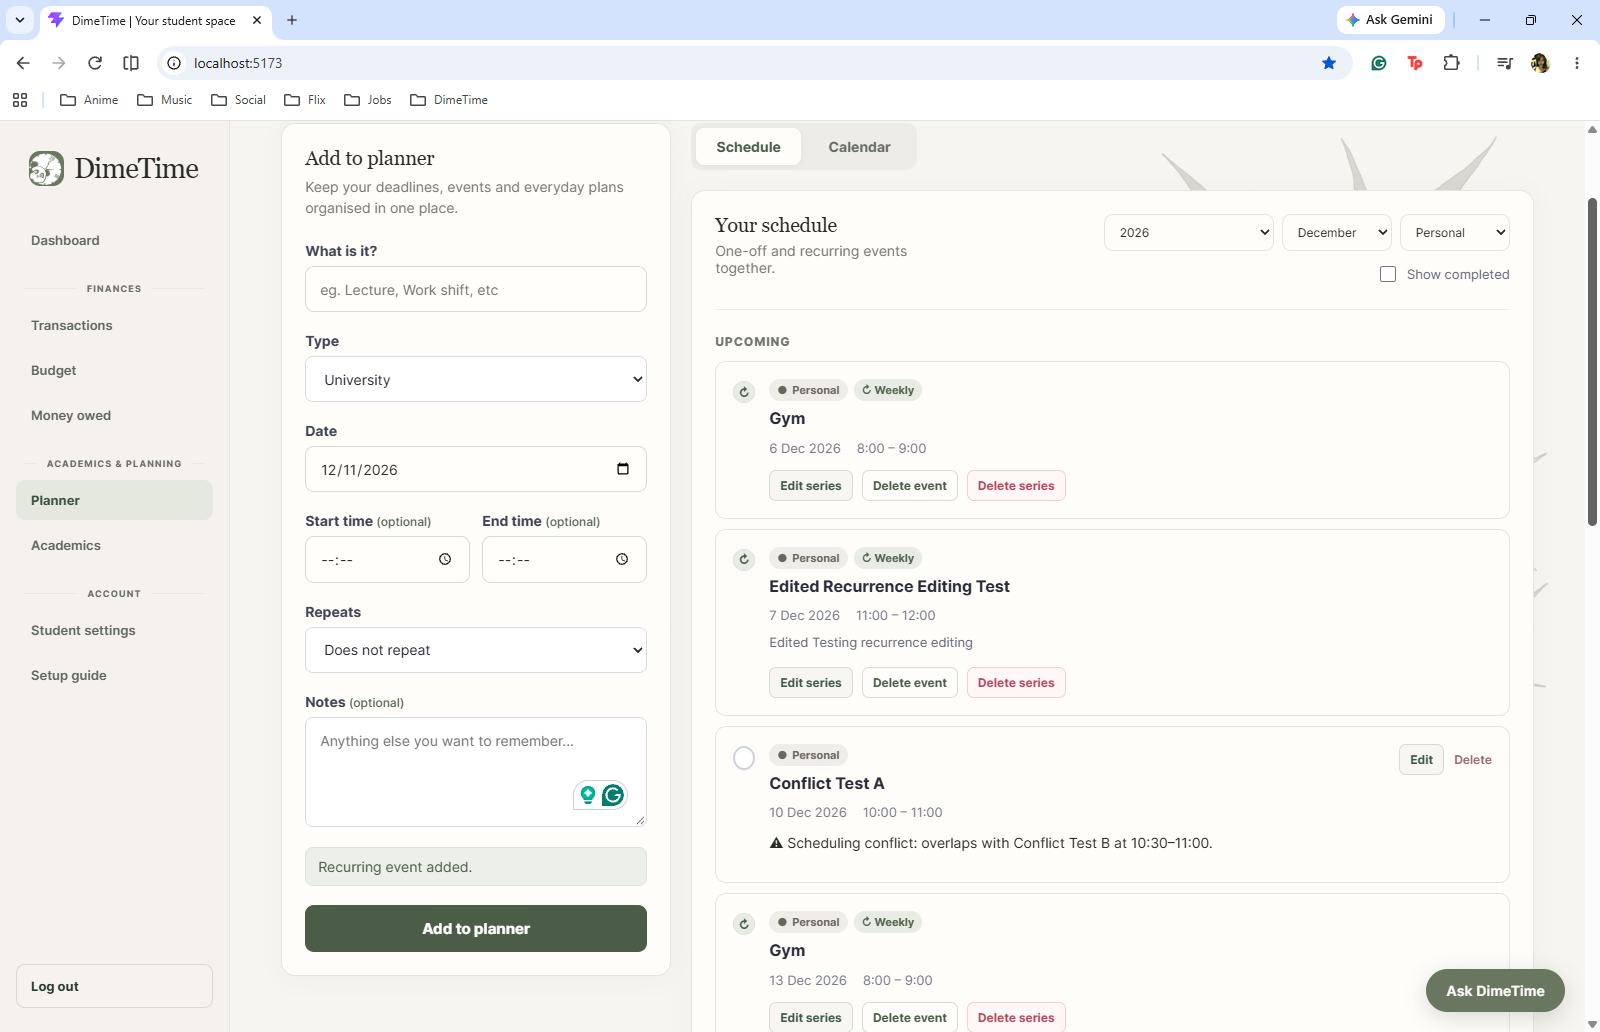 DimeTime | Your student space
Ask Gemini
localhost:5173
Anime
Music
Social
Flix
Jobs
DimeTime
DimeTime
Dashboard
FINANCES
Transactions
Budget
Money owed
ACADEMICS & PLANNING
Planner
Academics
ACCOUNT
Student settings
Setup guide
Log out
Add to planner
Keep your deadlines, events and everyday plans
organised in one place.
What is it?
eg. Lecture, Work shift, etc
Type
University
Date
12/11/2026
Start time (optional)
End time (optional)
--:--
--:--
Repeats
Does not repeat
Notes (optional)
Anything else you want to remember...
Recurring event added.
Add to planner
Schedule
Calendar
Your schedule
One-off and recurring events
together.
2026
December
Personal
Show completed
UPCOMING
Personal
Weekly
Gym
6 Dec 2026 8:00 – 9:00
Edit series
Delete event
Delete series
Personal
Weekly
Edited Recurrence Editing Test
7 Dec 2026 11:00 – 12:00
Edited Testing recurrence editing
Edit series
Delete event
Delete series
Personal
Edit
Delete
Conflict Test A
10 Dec 2026 10:00 – 11:00
⚠ Scheduling conflict: overlaps with Conflict Test B at 10:30–11:00.
Personal
Weekly
Gym
13 Dec 2026 8:00 – 9:00
Edit series
Delete event
Delete series
Ask DimeTime